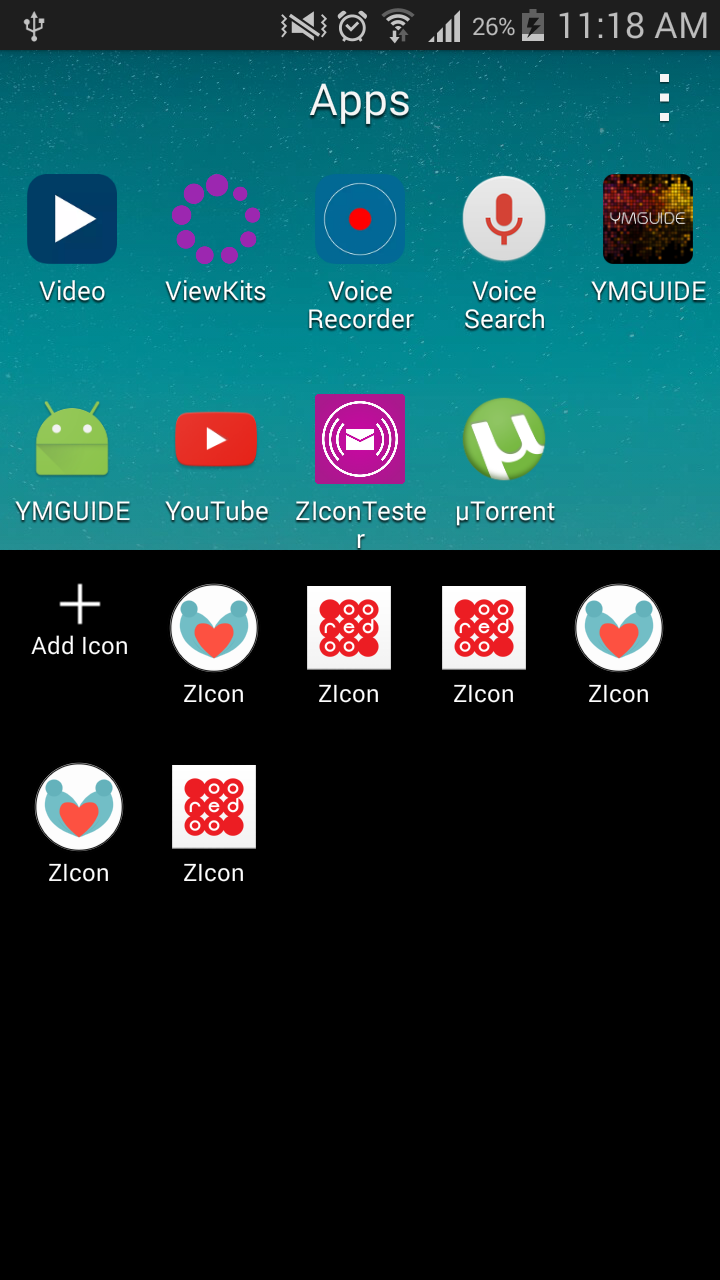 26% 11:18 AM
Apps
YMGUIDE
Video ViewKits Voice Recorder Voice Search YMGUIDE
µ
YMGUIDE YouTube ZIconTeste
r
µTorrent
red red
Add Icon ZIcon ZIcon ZIcon ZIcon
red
ZIcon ZIcon